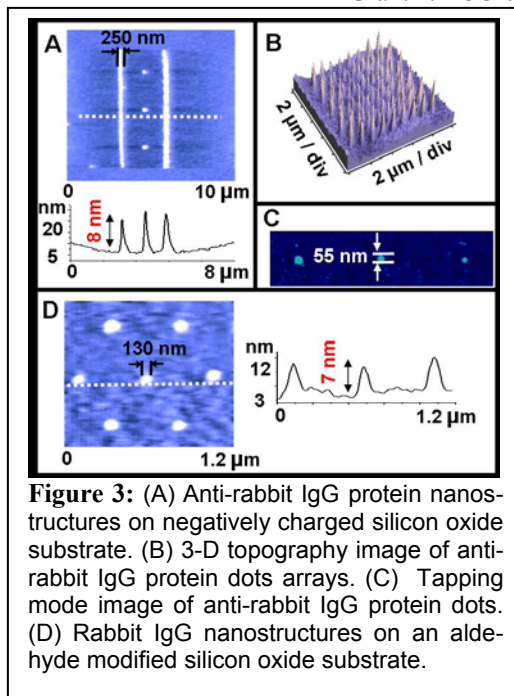 A
250 nm
0 10 µm
nm
20
5
8 nm
0 8 µm
B
2 µm / div
2 µm / div
C
55 nm
D
130 nm
0 1.2 µm
nm
12
3
7 nm
0 1.2 µm
Figure 3: (A) Anti-rabbit IgG protein nanos-
tructures on negatively charged silicon oxide
substrate. (B) 3-D topography image of anti-
rabbit IgG protein dots arrays. (C) Tapping
mode image of anti-rabbit IgG protein dots.
(D) Rabbit IgG nanostructures on an alde-
hyde modified silicon oxide substrate.